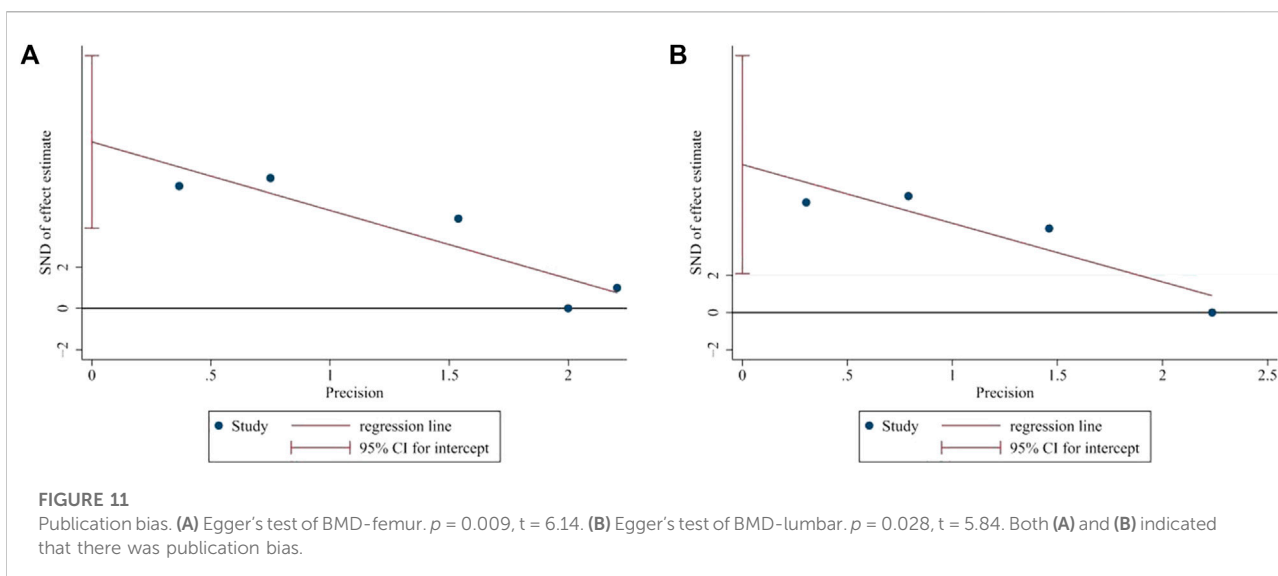 A
SND of effect estimate
2
0
−2
0
.5
1
1.5
2
Precision
Study
regression line
95% CI for intercept
B
SND of effect estimate
2
0
−2
0
.5
1
1.5
2
2.5
Precision
Study
regression line
95% CI for intercept
FIGURE 11
Publication bias. (A) Egger's test of BMD-femur. p = 0.009, t = 6.14. (B) Egger's test of BMD-lumbar. p = 0.028, t = 5.84. Both (A) and (B) indicated
that there was publication bias.